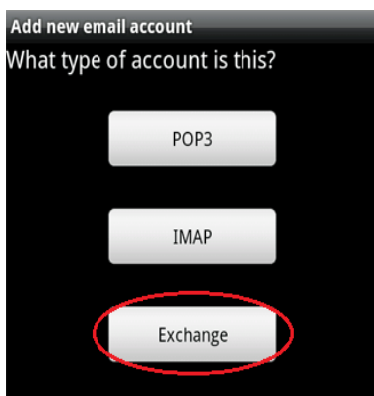 Add new email account
What type of account is this?
POP3
IMAP
Exchange